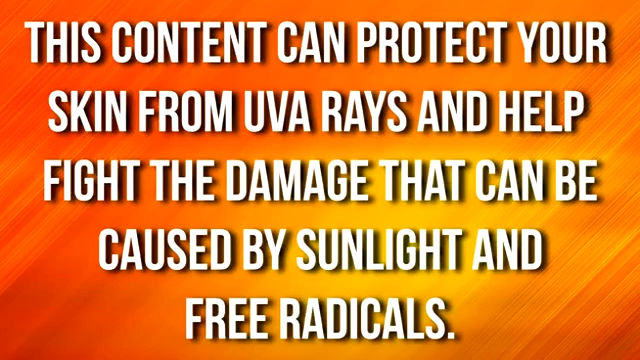 THIS CONTENT CAN PROTECT YOUR
SKIN FROM UVA RAYS AND HELP
FIGHT THE DAMAGE THAT CAN BE
CAUSED BY SUNLIGHT AND
FREE RADICALS.